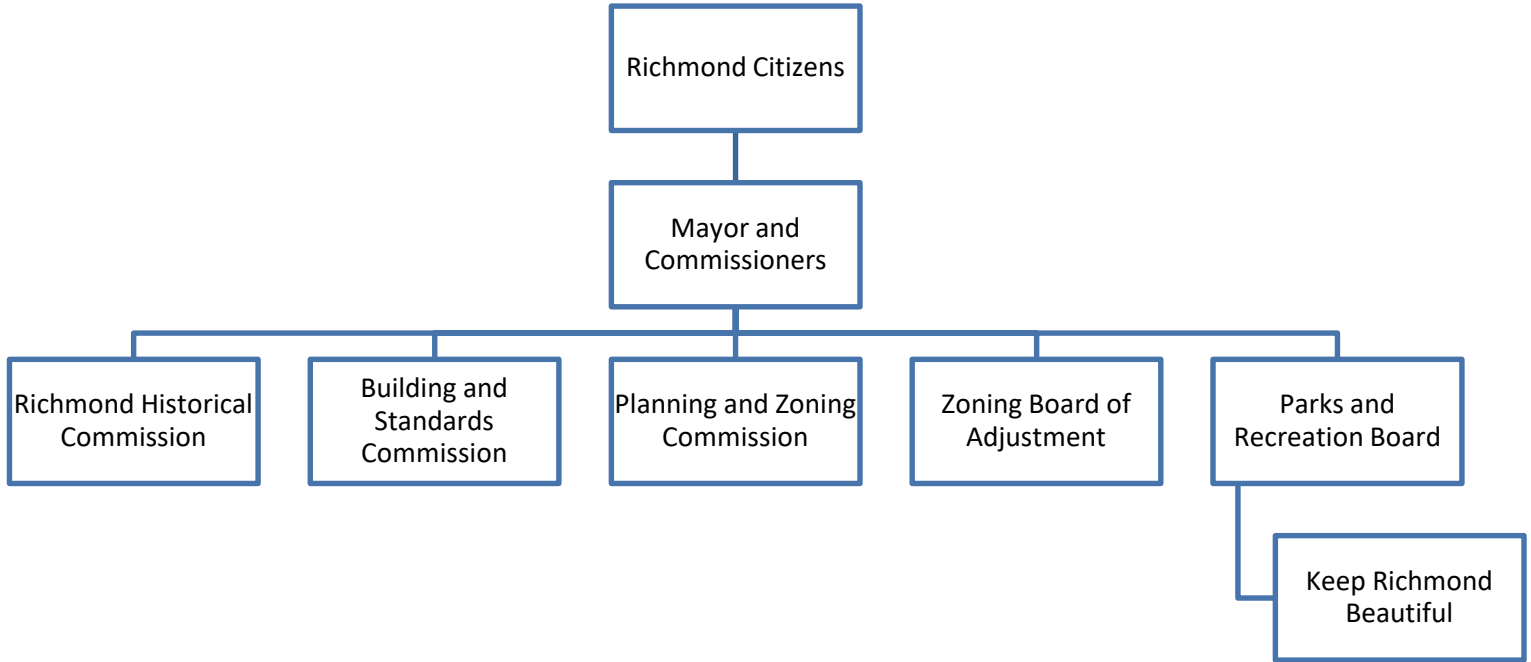 Richmond Citizens
Mayor and
Commissioners
Richmond Historical
Commission
Building and
Standards
Commission
Planning and Zoning
Commission
Zoning Board of
Adjustment
Parks and
Recreation Board
Keep Richmond
Beautiful